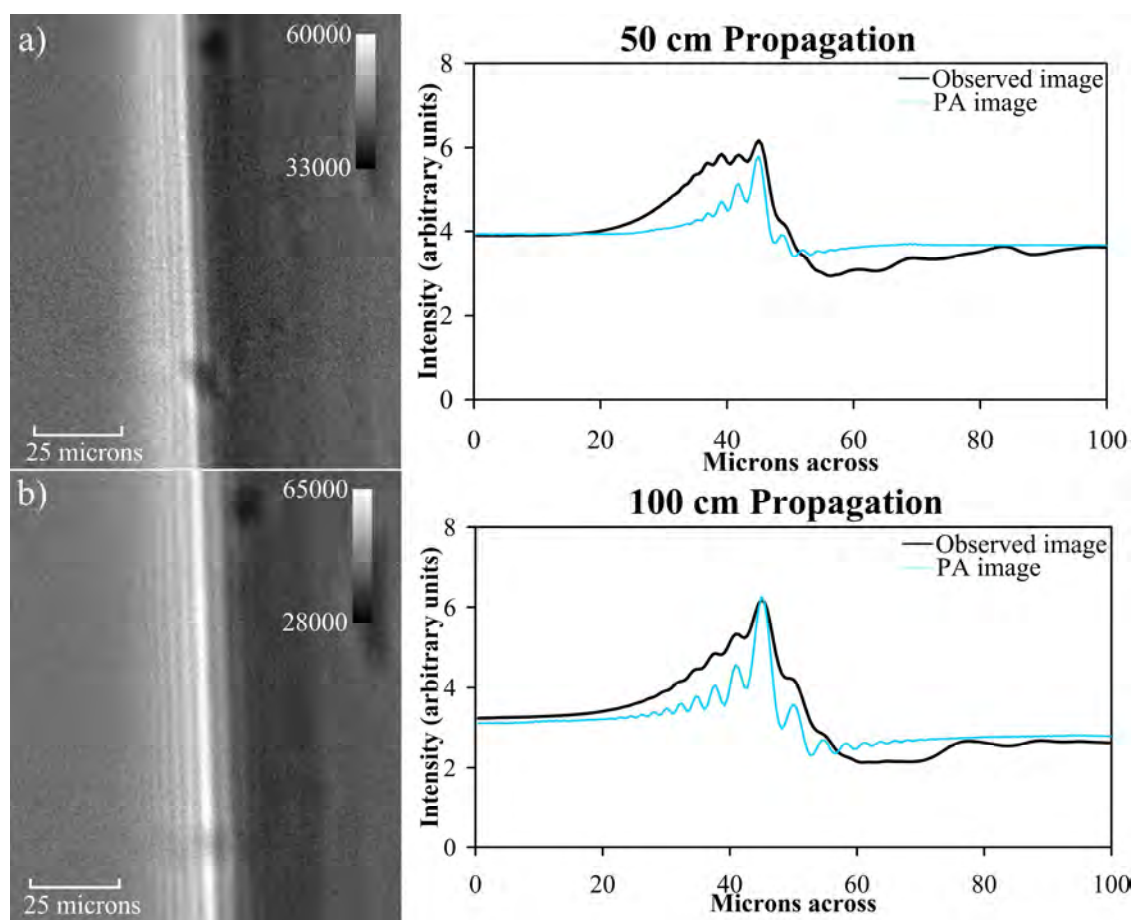 a)
60000
33000
25 microns
50 cm Propagation
Observed image
PA image
Intensity (arbitrary units)
8
6
4
2
0
0 20 40 60 80 100
Microns across
b)
65000
28000
25 microns
100 cm Propagation
Observed image
PA image
Intensity (arbitrary units)
8
6
4
2
0
0 20 40 60 80 100
Microns across